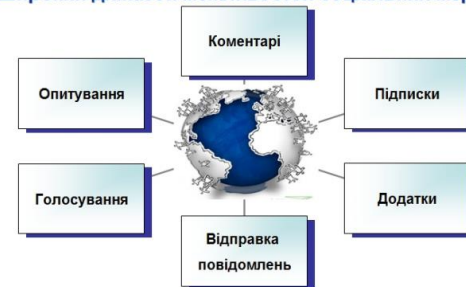 Коментарі
Опитування
Підписки
Голосування
Додатки
Відправка
повідомлень